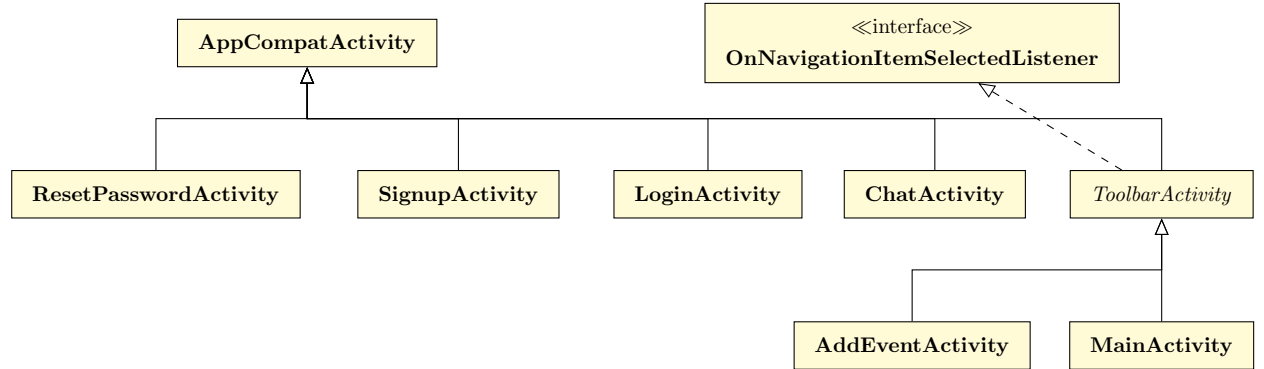 AppCompatActivity
≪interface≫
OnNavigationItemSelectedListener
ResetPasswordActivity
SignupActivity
LoginActivity
ChatActivity
ToolbarActivity
AddEventActivity
MainActivity